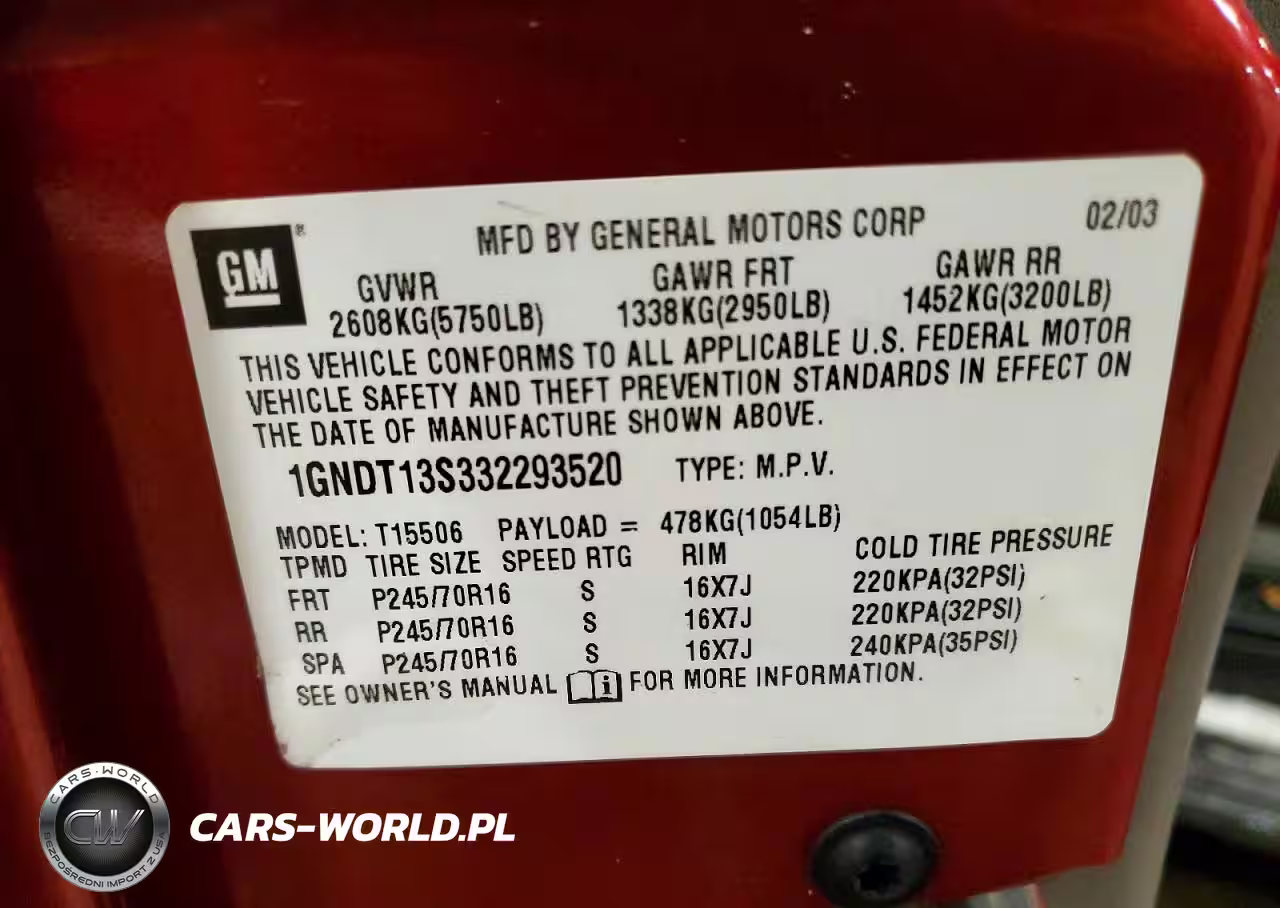 GM®
MFD BY GENERAL MOTORS CORP 02/03
GVWR GAWR FRT GAWR RR
2608KG(5750LB) 1338KG(2950LB) 1452KG(3200LB)
THIS VEHICLE CONFORMS TO ALL APPLICABLE U.S. FEDERAL MOTOR
VEHICLE SAFETY AND THEFT PREVENTION STANDARDS IN EFFECT ON
THE DATE OF MANUFACTURE SHOWN ABOVE.
1GNDT13S332293520 TYPE: M.P.V.
MODEL: T15506 PAYLOAD = 478KG(1054LB)
TPMD TIRE SIZE SPEED RTG RIM COLD TIRE PRESSURE
FRT P245/70R16 S 16X7J 220KPA(32PSI)
RR P245/70R16 S 16X7J 220KPA(32PSI)
SPA P245/70R16 S 16X7J 240KPA(35PSI)
SEE OWNER'S MANUAL i FOR MORE INFORMATION.
CARS-WORLD
CW
BEZPOŚREDNI IMPORT Z USA
CARS-WORLD.PL